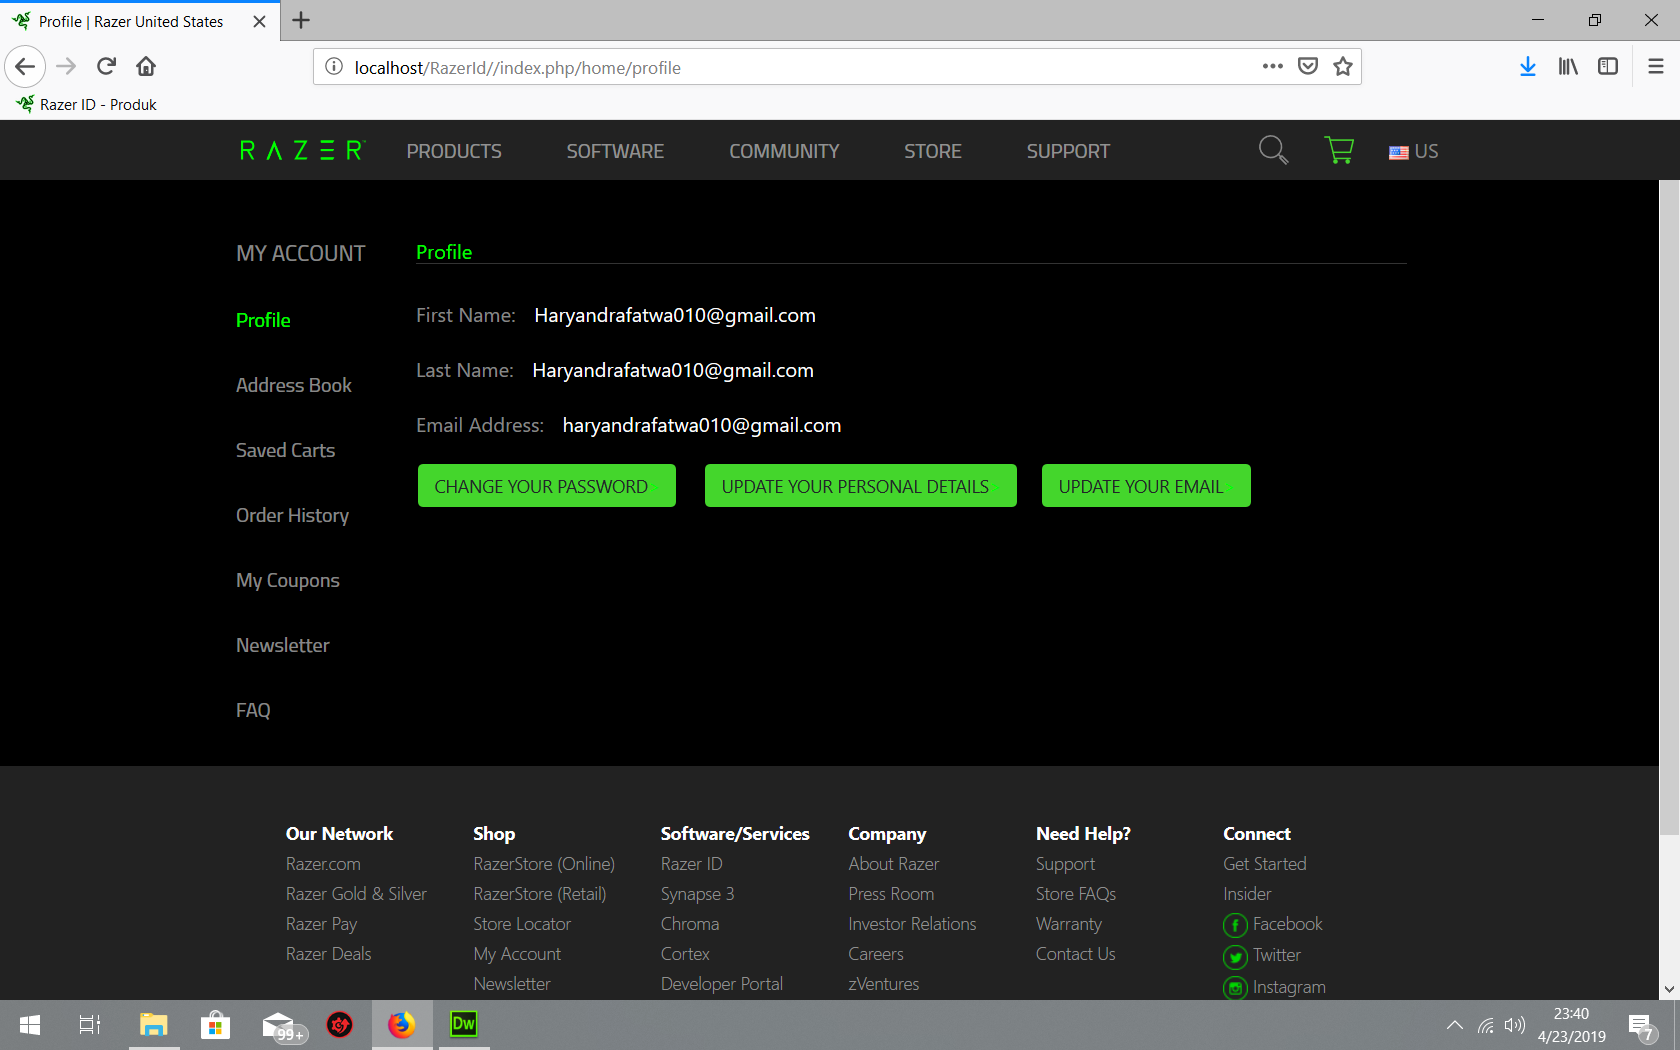 Profile | Razer United States
localhost/RazerId//index.php/home/profile
Razer ID - Produk
RAZER PRODUCTS SOFTWARE COMMUNITY STORE SUPPORT US
MY ACCOUNT
Profile
Address Book
Saved Carts
Order History
My Coupons
Newsletter
FAQ
Profile
First Name: Haryandrafatwa010@gmail.com
Last Name: Haryandrafatwa010@gmail.com
Email Address: haryandrafatwa010@gmail.com
CHANGE YOUR PASSWORD UPDATE YOUR PERSONAL DETAILS UPDATE YOUR EMAIL
Our Network
Razer.com
Razer Gold & Silver
Razer Pay
Razer Deals
Shop
RazerStore (Online)
RazerStore (Retail)
Store Locator
My Account
Newsletter
Software/Services
Razer ID
Synapse 3
Chroma
Cortex
Developer Portal
Company
About Razer
Press Room
Investor Relations
Careers
zVentures
Need Help?
Support
Store FAQs
Warranty
Contact Us
Connect
Get Started
Insider
Facebook
Twitter
Instagram
99+
Dw
23:40
4/23/2019
7